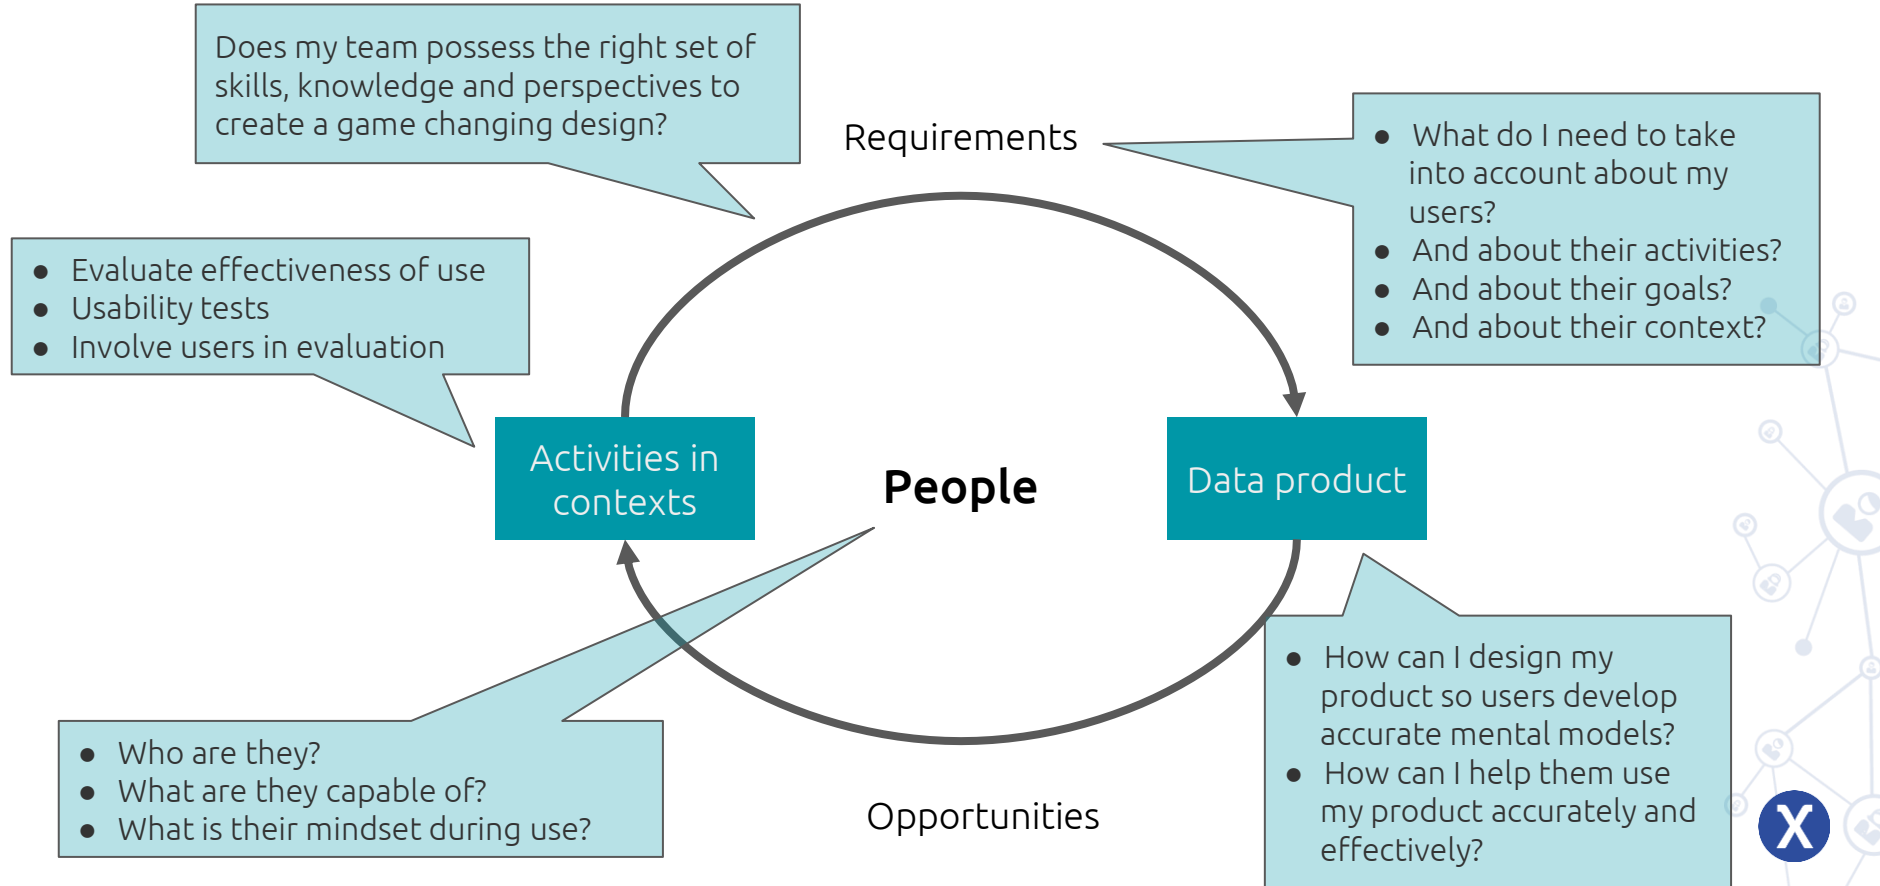 Does my team possess the right set of
skills, knowledge and perspectives to
create a game changing design?
Requirements
● What do I need to take
into account about my
users?
● And about their activities?
● And about their goals?
● And about their context?
● Evaluate effectiveness of use
● Usability tests
● Involve users in evaluation
Activities in
contexts
People
Data product
● Who are they?
● What are they capable of?
● What is their mindset during use?
Opportunities
● How can I design my
product so users develop
accurate mental models?
● How can I help them use
my product accurately and
effectively?
X